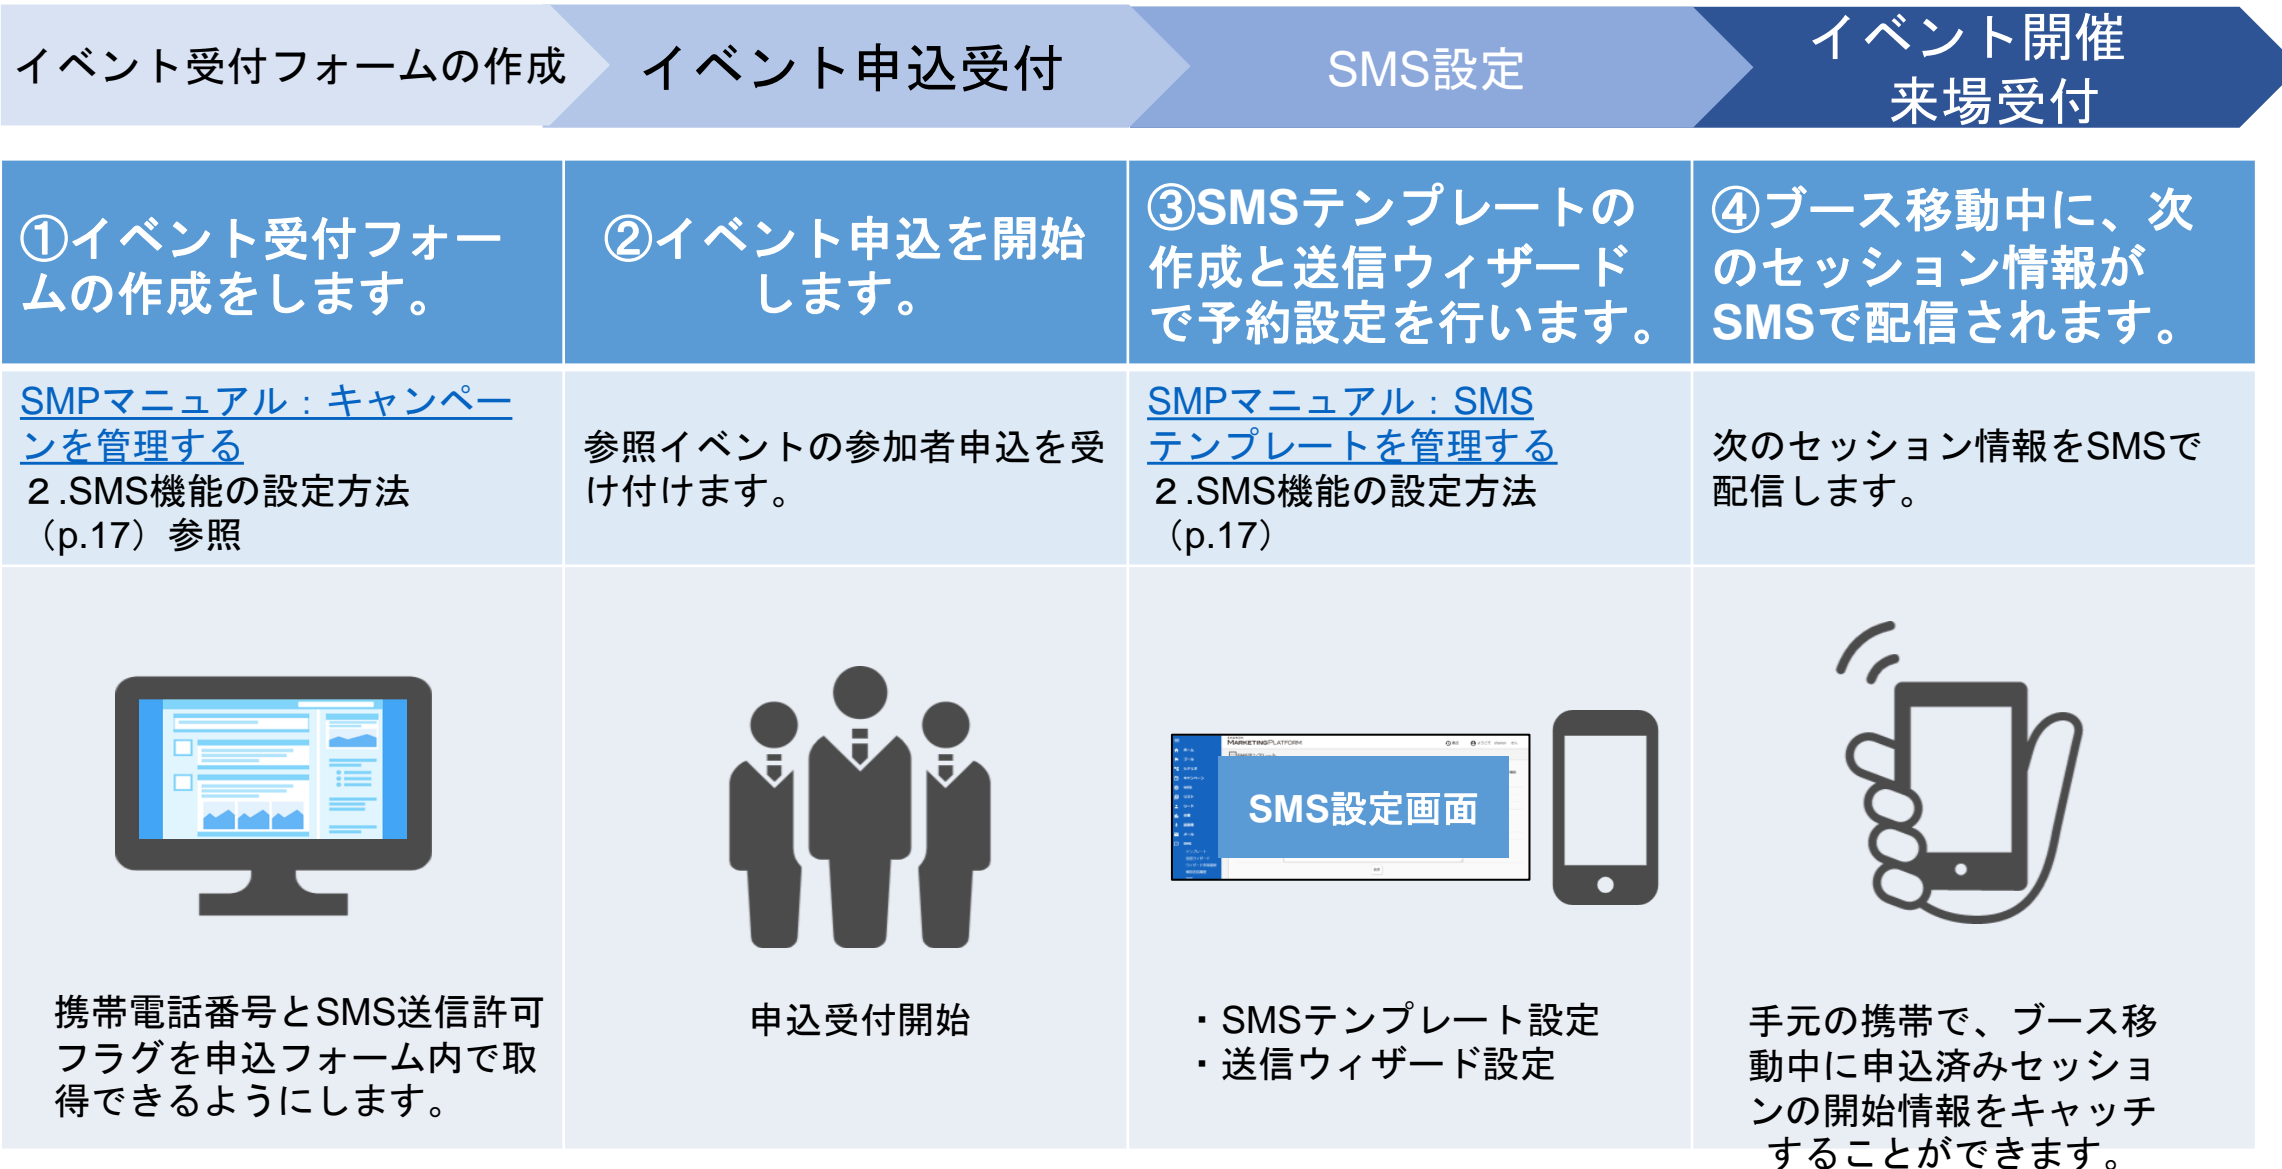 イベント受付フォームの作成
イベント申込受付
SMS設定
イベント開催
来場受付
①イベント受付フォー
ムの作成をします。
②イベント申込を開始
します。
③SMSテンプレートの
作成と送信ウィザード
で予約設定を行います。
④ブース移動中に、次
のセッション情報が
SMSで配信されます。
SMPマニュアル：キャンペー
ンを管理する
２.SMS機能の設定方法
（p.17）参照
参照イベントの参加者申込を受
け付けます。
SMPマニュアル：SMS
テンプレートを管理する
２.SMS機能の設定方法
（p.17）
次のセッション情報をSMSで
配信します。
MARKETINGPLATFORM
SMS設定画面
携帯電話番号とSMS送信許可
フラグを申込フォーム内で取
得できるようにします。
申込受付開始
・SMSテンプレート設定
・送信ウィザード設定
手元の携帯で、ブース移
動中に申込済みセッショ
ンの開始情報をキャッチ
することができます。